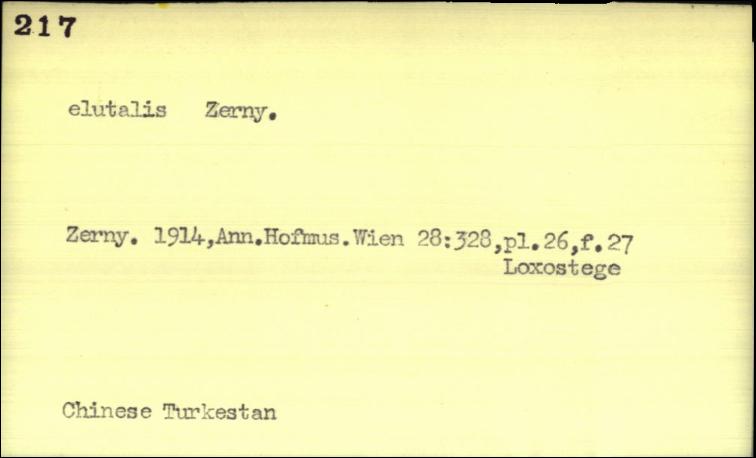 217
elutalis Zerny.
Zerny. 1914,Ann.Hofmus.Wien 28:328,pl.26,f.27
Loxostege
Chinese Turkestan